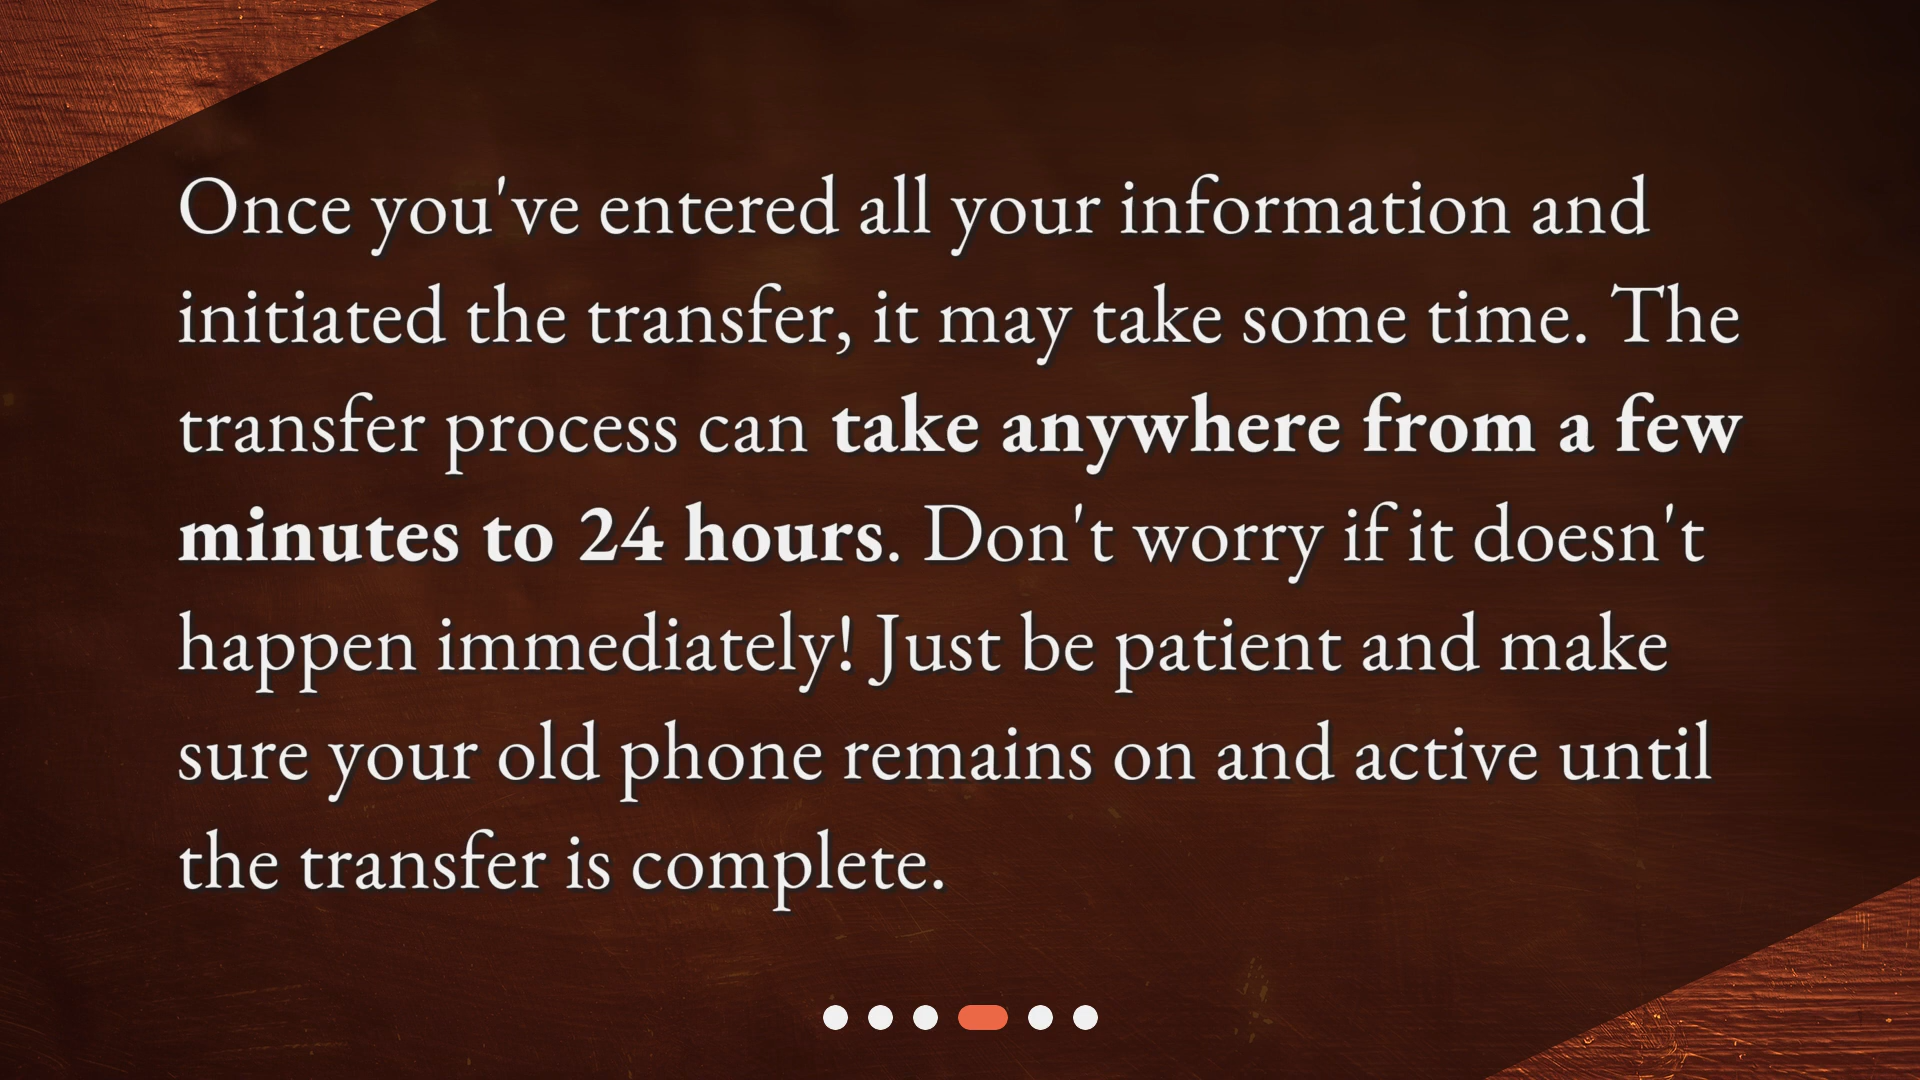 Once you've entered all your information and
initiated the transfer, it may take some time. The
transfer process can take anywhere from a few
minutes to 24 hours. Don't worry if it doesn't
happen immediately! Just be patient and make
sure your old phone remains on and active until
the transfer is complete.